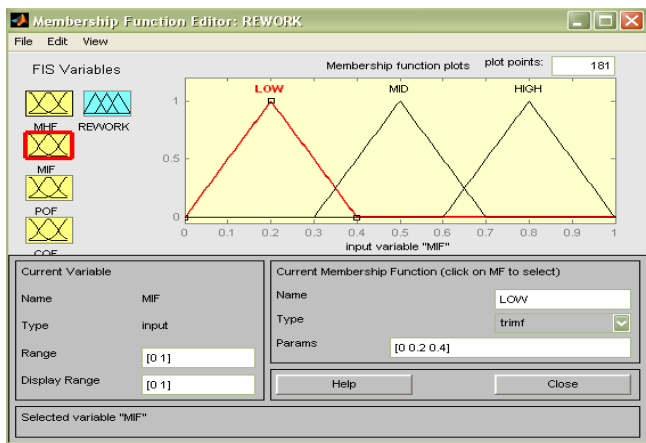 Membership Function Editor: REWORK
File Edit View
FIS Variables
MHF REWORK
MIF
POF
COF
Membership function plots plot points: 181
LOW MID HIGH
1
0.5
0
0 0.1 0.2 0.3 0.4 0.5 0.6 0.7 0.8 0.9 1
input variable "MIF"
Current Variable
Name MIF
Type input
Range [0 1]
Display Range [0 1]
Current Membership Function (click on MF to select)
Name LOW
Type trimf
Params [0 0.2 0.4]
Help Close
Selected variable "MIF"